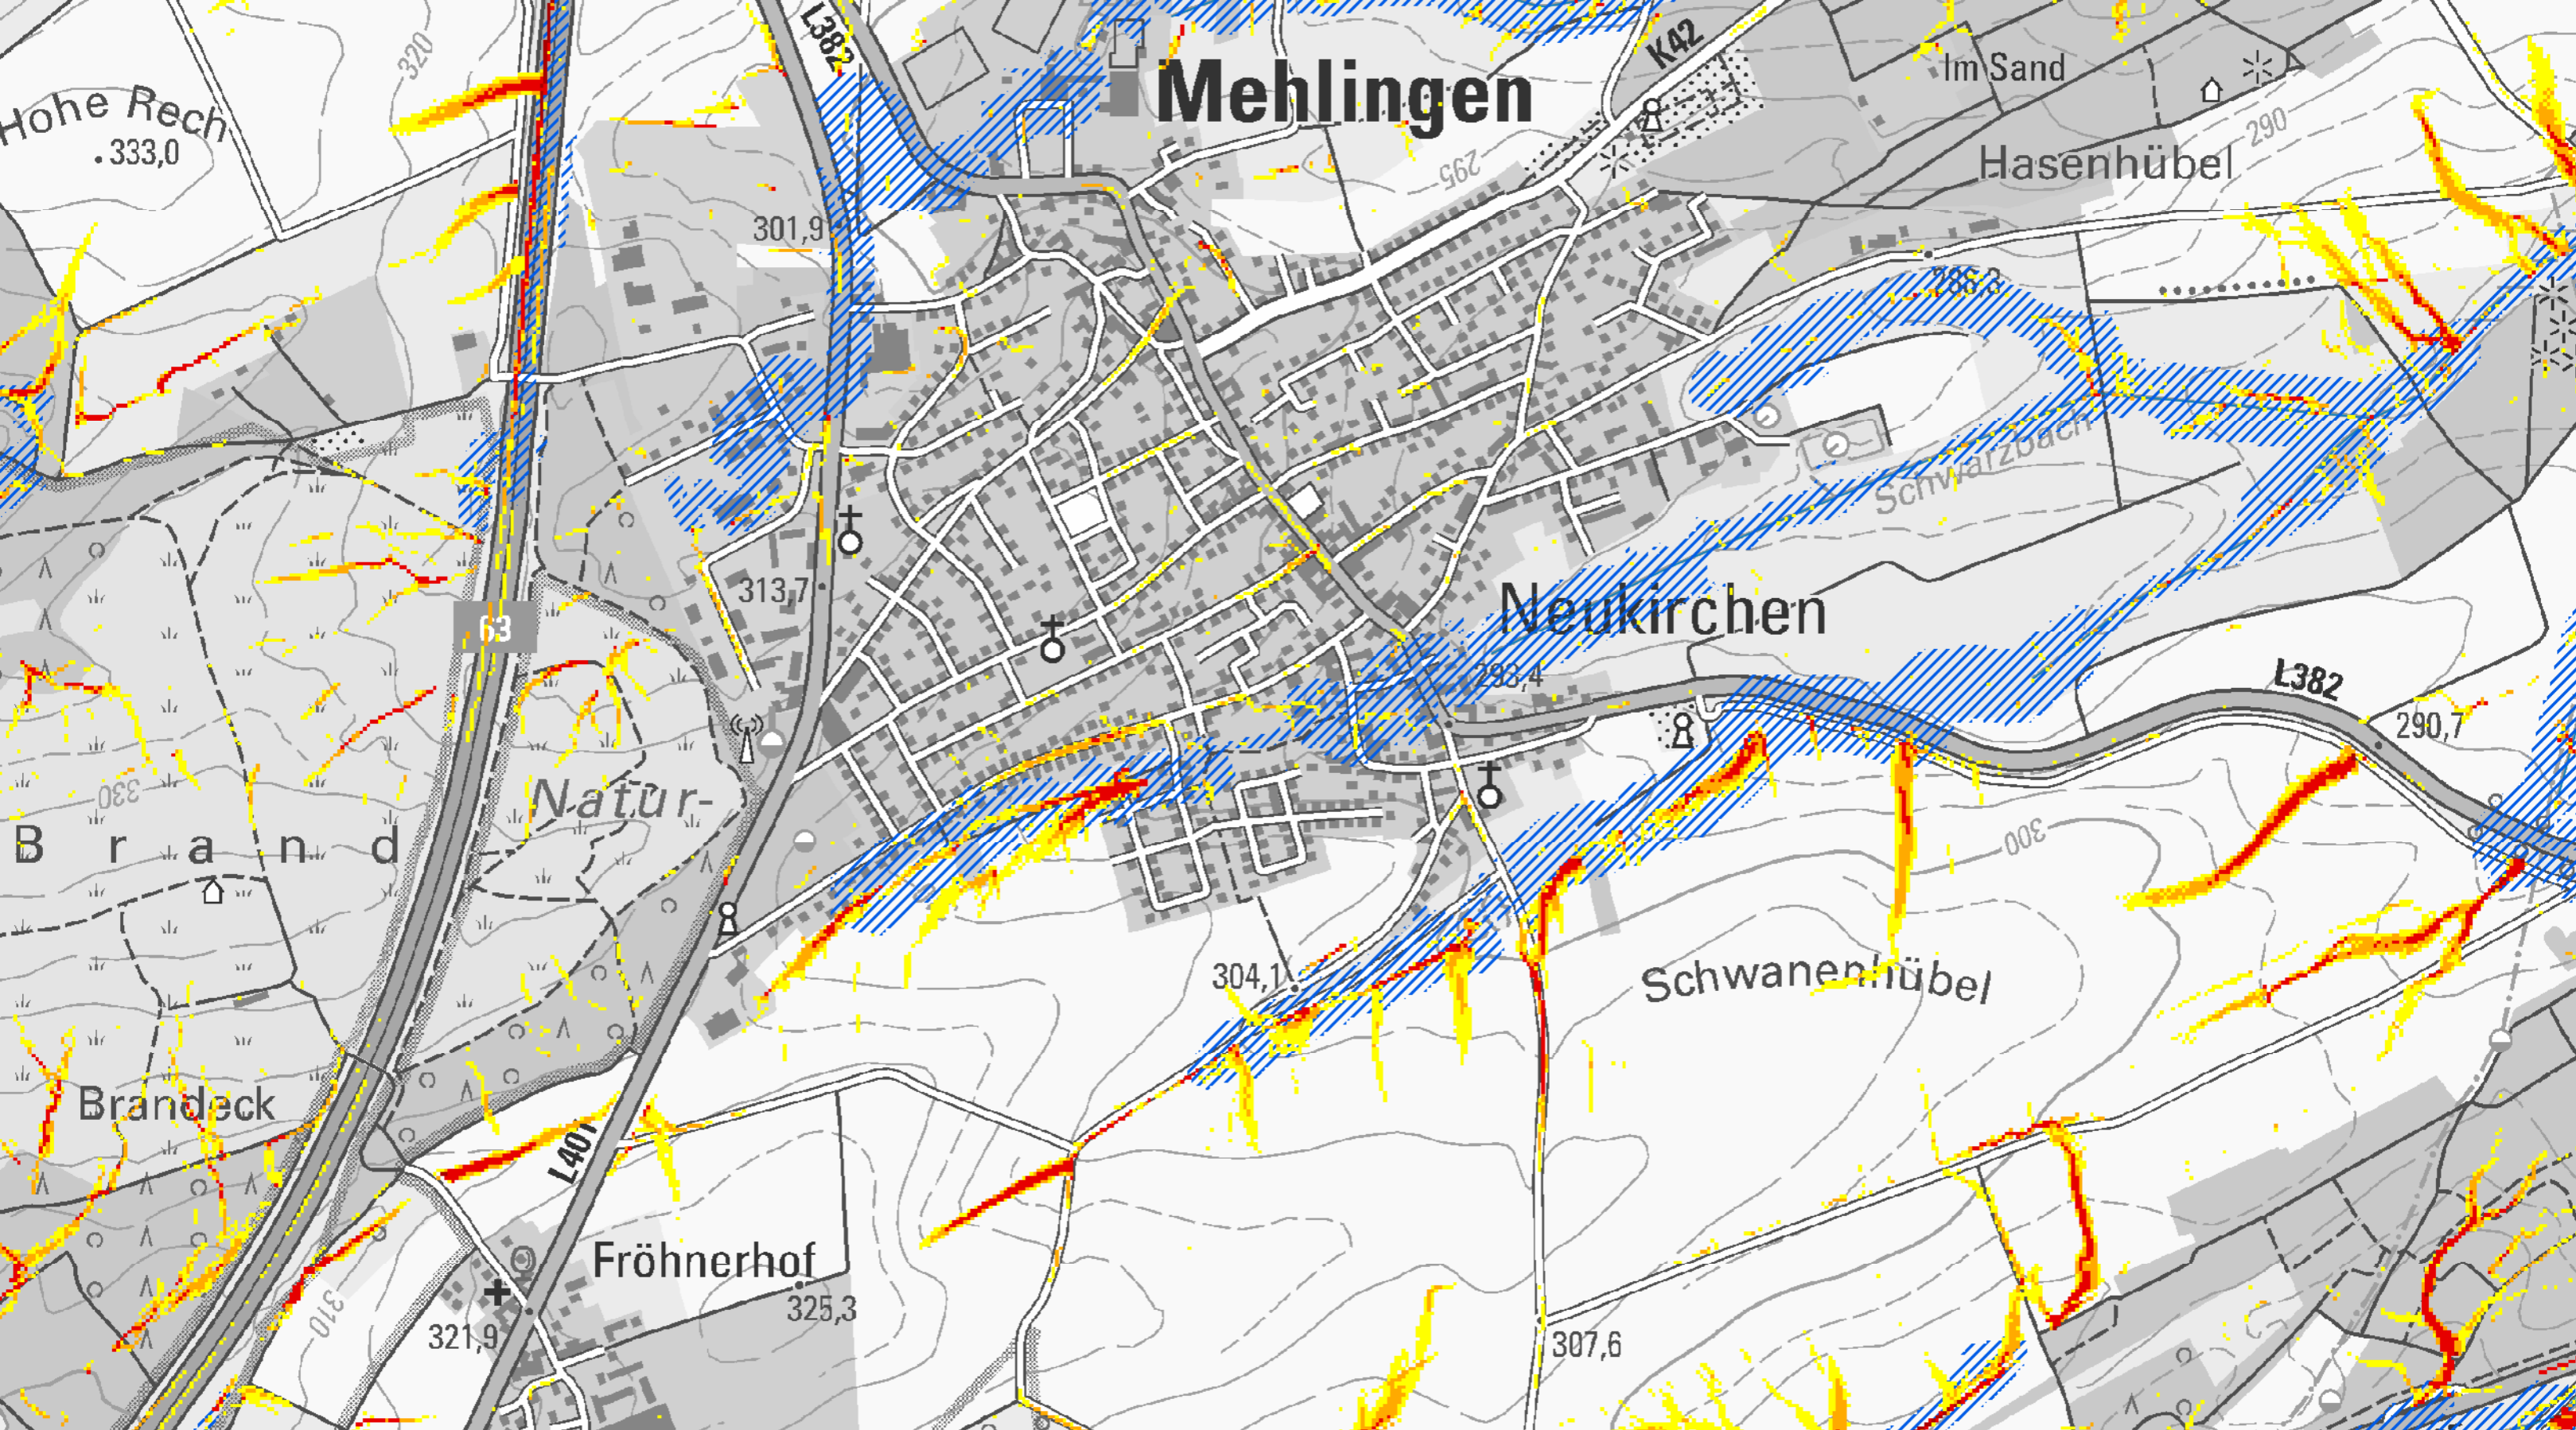 L382
K42
320
Mehlingen
Im Sand
Hohe Rech
290
333,0
295
Hasenhübel
301,9
286,3
Schwarzbach
313,7
Neukirchen
63
293,4
L382
290,7
Natur-
330
300
Brand
304,1
Schwanenhübel
Brandeck
L401
Fröhnerhof
325,3
310
321,9
307,6